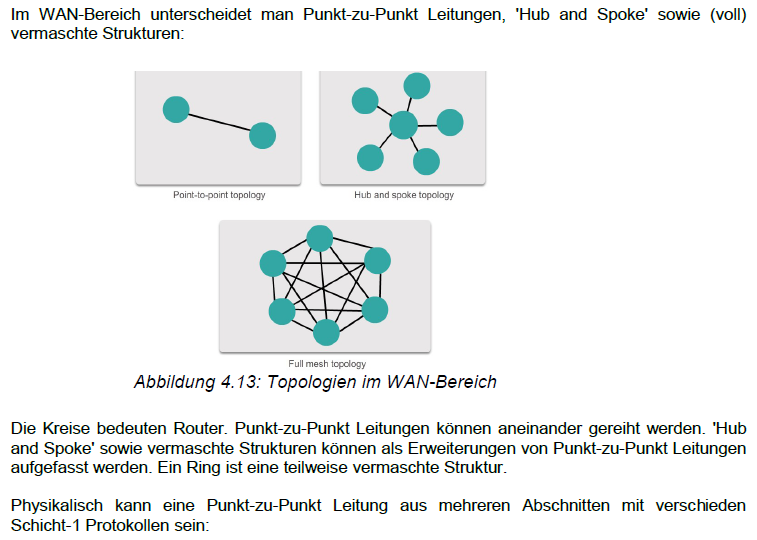 Im WAN-Bereich unterscheidet man Punkt-zu-Punkt Leitungen, 'Hub and Spoke' sowie (voll)
vermaschte Strukturen:
Point-to-point topology
Hub and spoke topology
Full mesh topology
Abbildung 4.13: Topologien im WAN-Bereich
Die Kreise bedeuten Router. Punkt-zu-Punkt Leitungen können aneinander gereiht werden. 'Hub
and Spoke' sowie vermaschte Strukturen können als Erweiterungen von Punkt-zu-Punkt Leitungen
aufgefasst werden. Ein Ring ist eine teilweise vermaschte Struktur.
Physikalisch kann eine Punkt-zu-Punkt Leitung aus mehreren Abschnitten mit verschieden
Schicht-1 Protokollen sein: